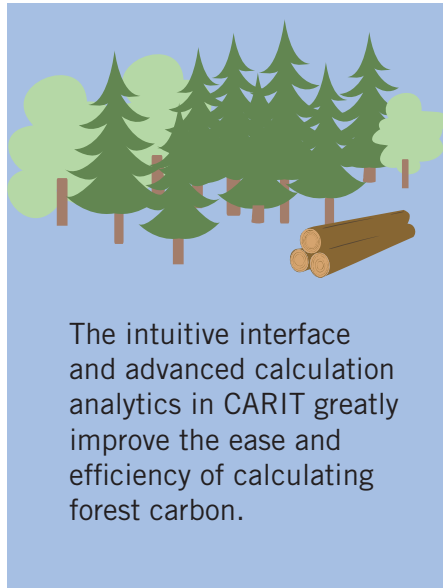 The intuitive interface
and advanced calculation
analytics in CARIT greatly
improve the ease and
efficiency of calculating
forest carbon.